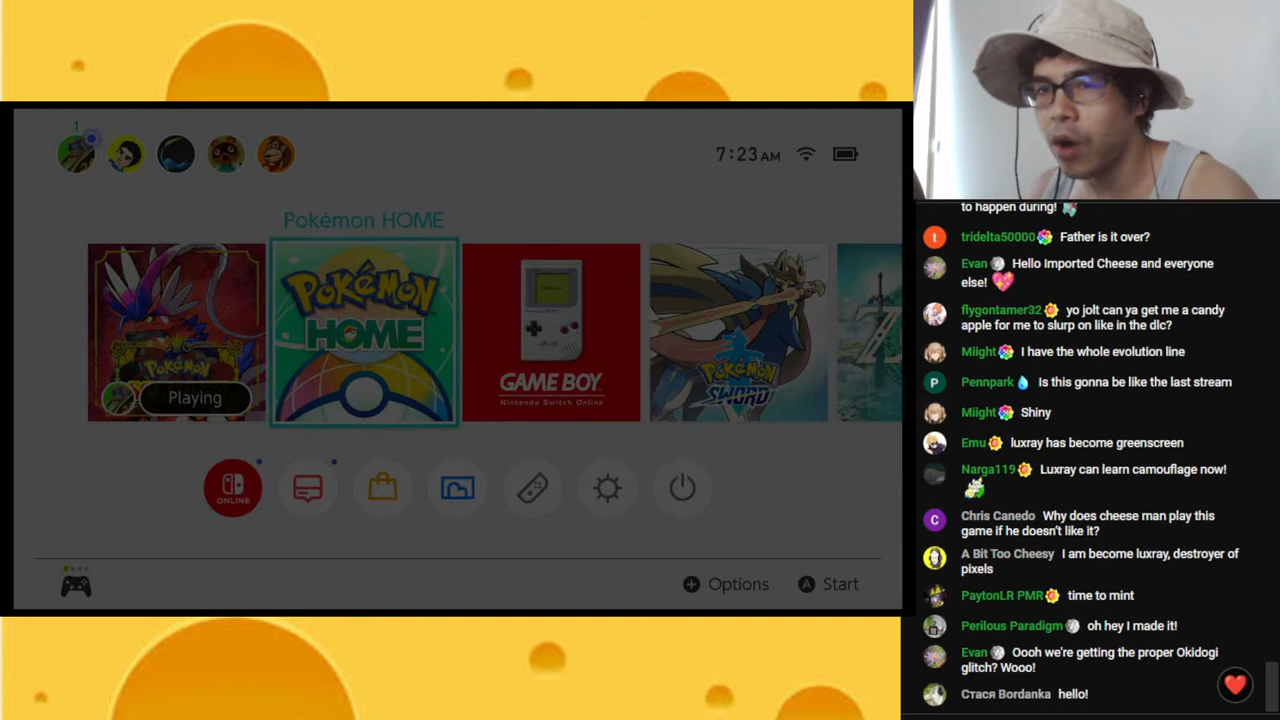 1
7:23 AM
Pokémon HOME
POKÉMON
Playing
Pokémon
HOME
GAME BOY
Nintendo Switch Online
POKÉMON
SWORD
Z
ONLINE
Options
Start
to happen during!
t
tridelta50000 Father is it over?
Evan Hello Imported Cheese and everyone
else!
flygontamer32 yo jolt can ya get me a candy
apple for me to slurp on like in the dlc?
Miight I have the whole evolution line
P
Pennpark Is this gonna be like the last stream
Miight Shiny
Emu luxray has become greenscreen
Narga119 Luxray can learn camouflage now!
C
Chris Canedo Why does cheese man play this
game if he doesn't like it?
A Bit Too Cheesy I am become luxray, destroyer of
pixels
PaytonLR PMR time to mint
Perilous Paradigm oh hey I made it!
Evan Oooh we're getting the proper Okidogi
glitch? Wooo!
Стася Bordanka hello!